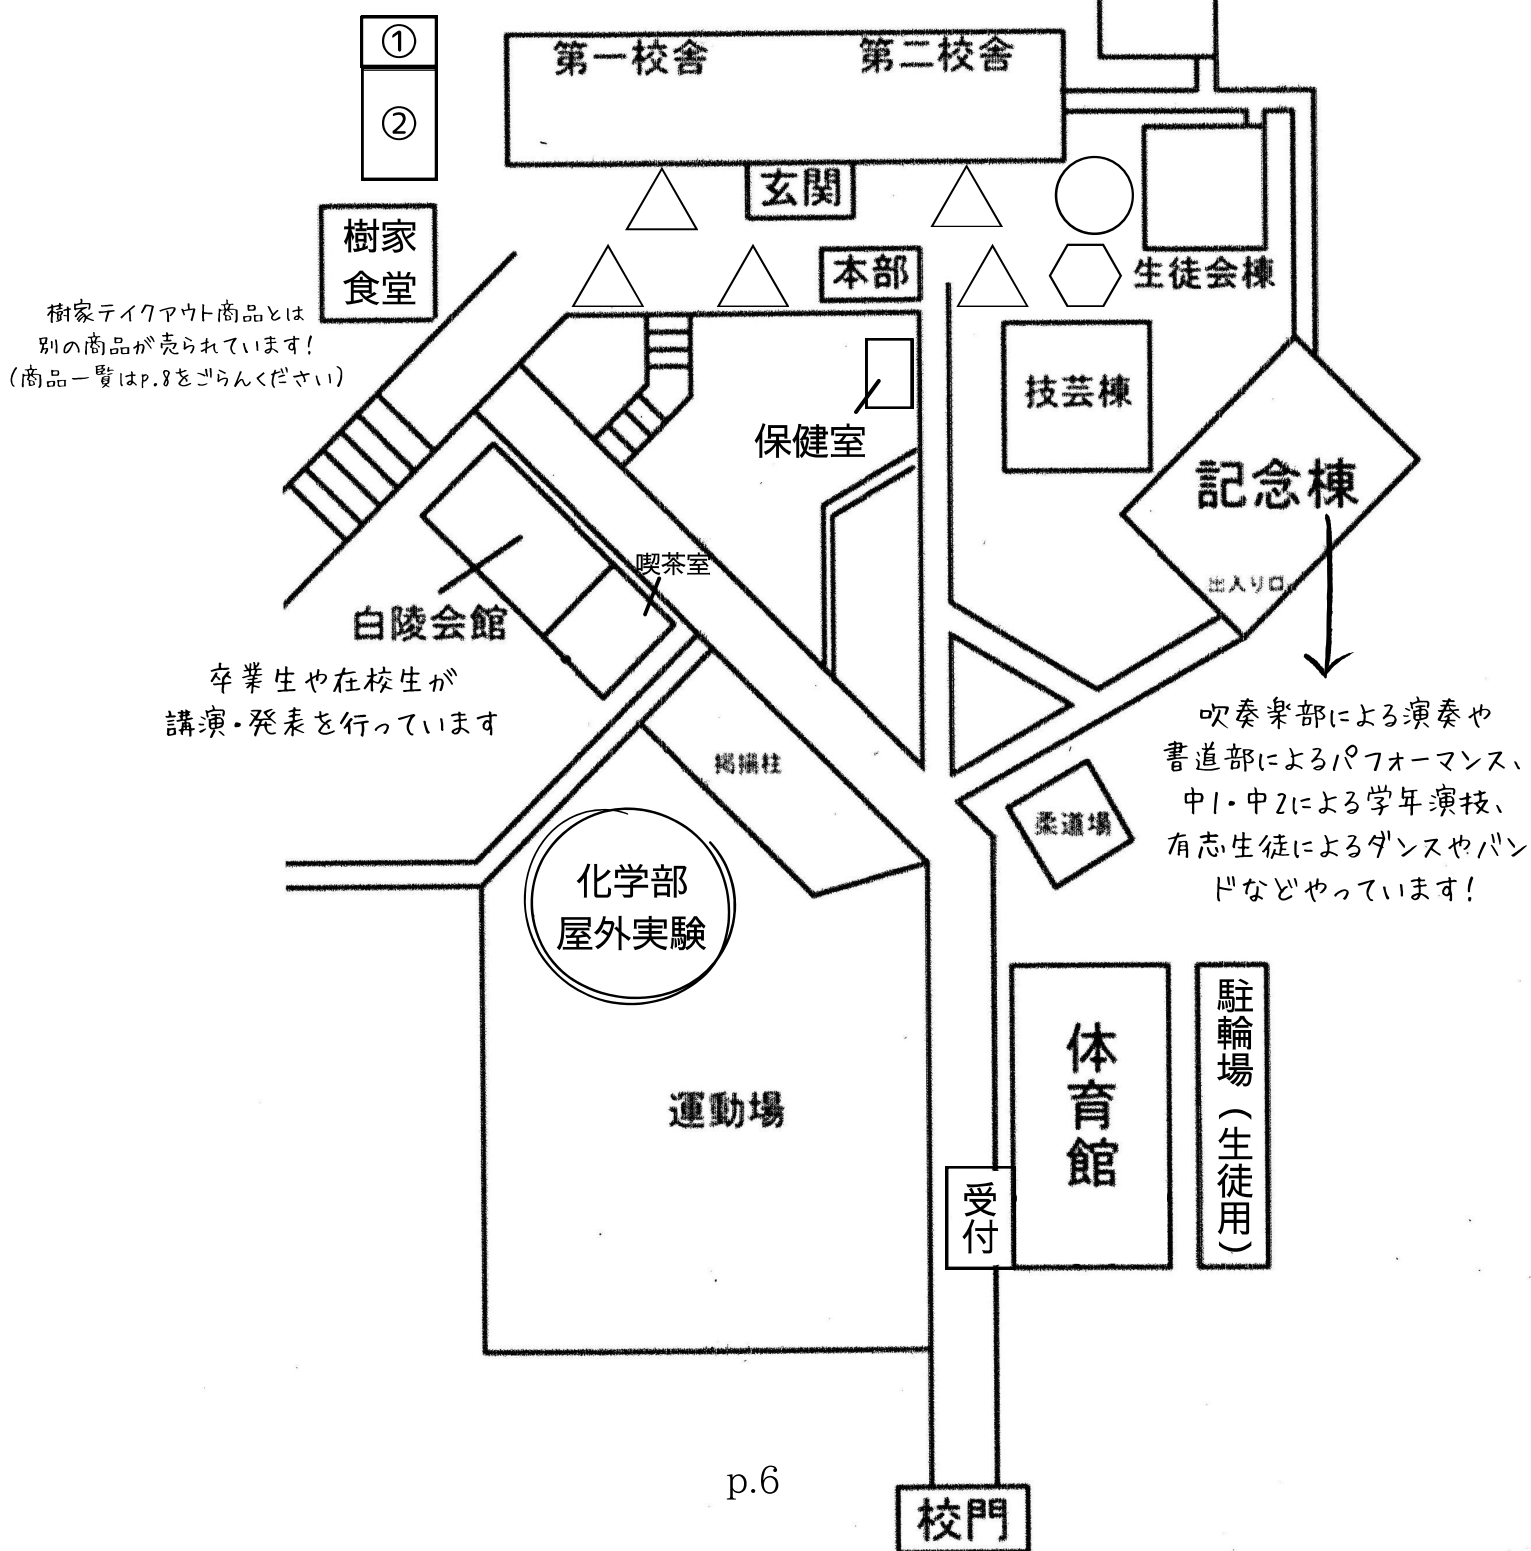 ①
②
第一校舎
第二校舎
玄関
樹家
食堂
本部
生徒会棟
樹家テイクアウト商品とは
別の商品が売られています!
(商品一覧はp.8をごらんください)
技芸棟
保健室
記念棟
出入り口
喫茶室
白陵会館
卒業生や在校生が
講演・発表を行っています
吹奏楽部による演奏や
書道部によるパフォーマンス、
中1・中2による学年演技、
有志生徒によるダンスやバン
ドなどやっています!
掲揚柱
柔道場
化学部
屋外実験
運動場
体育館
駐輪場(生徒用)
受付
p.6
校門